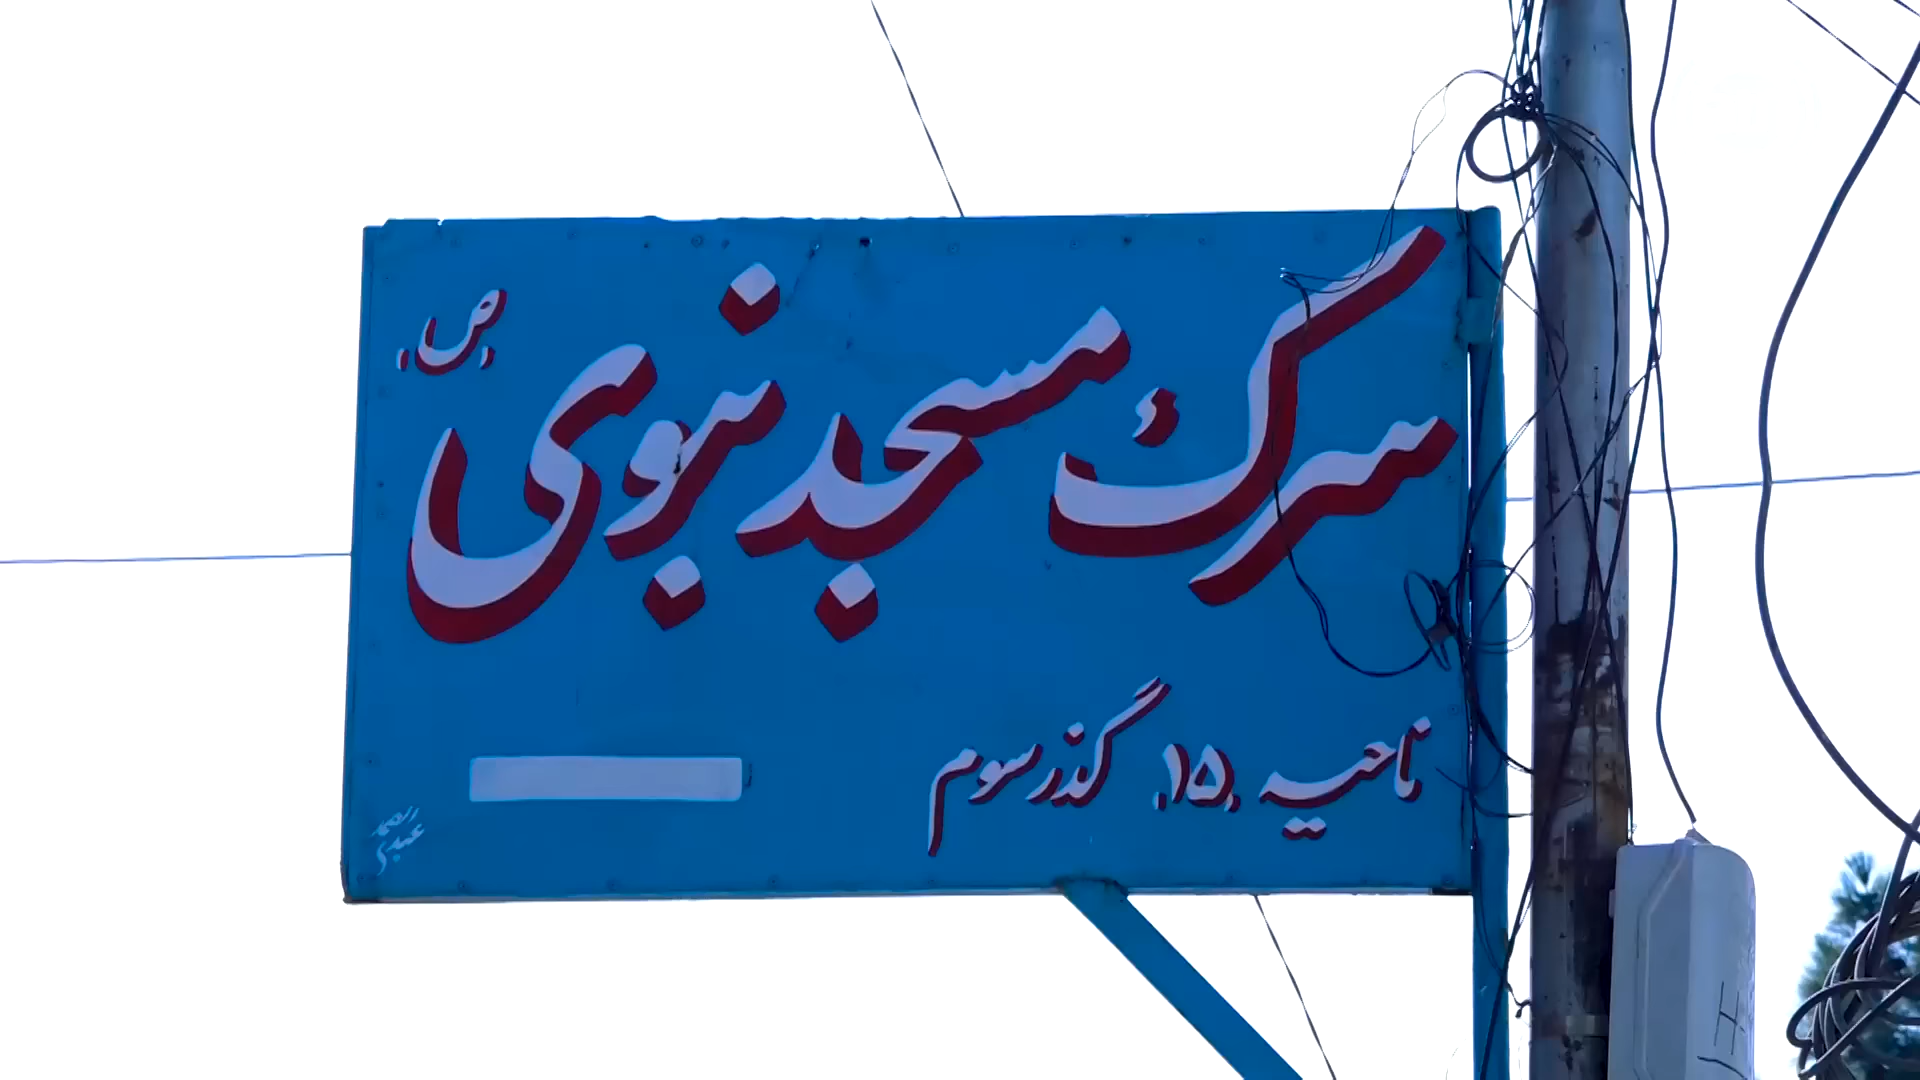 سرکِ مسجد نبوی (ص)
ناحیه (۱۵) گذر سوم